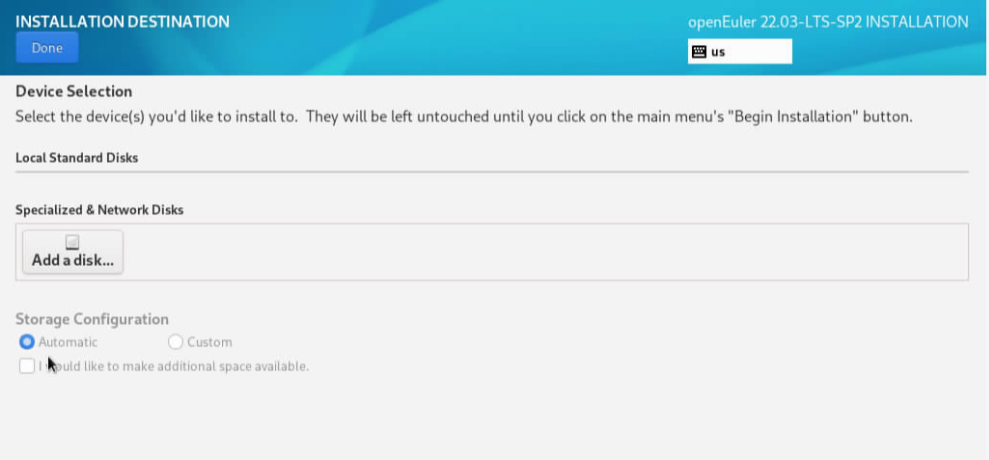 INSTALLATION DESTINATION
openEuler 22.03-LTS-SP2 INSTALLATION
Done
us
Device Selection
Select the device(s) you'd like to install to. They will be left untouched until you click on the main menu's "Begin Installation" button.
Local Standard Disks
Specialized & Network Disks
Add a disk...
Storage Configuration
Automatic
Custom
I would like to make additional space available.